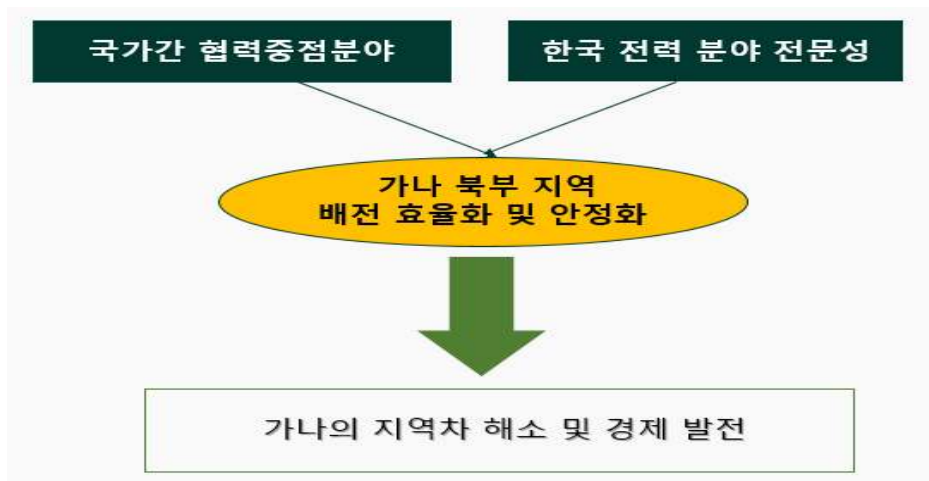 국가간 협력중점분야
한국 전력 분야 전문성
가나 북부 지역
배전 효율화 및 안정화
가나의 지역차 해소 및 경제 발전